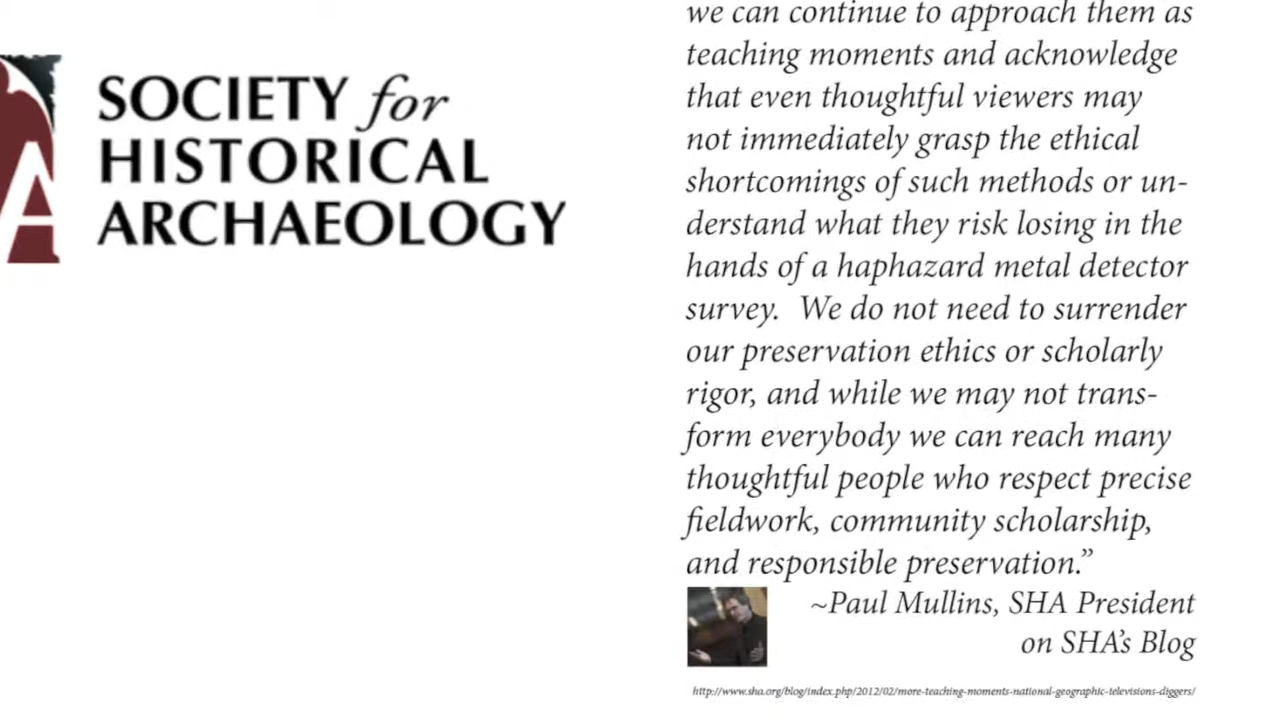 SOCIETY for
HISTORICAL
ARCHAEOLOGY
we can continue to approach them as
teaching moments and acknowledge
that even thoughtful viewers may
not immediately grasp the ethical
shortcomings of such methods or un-
derstand what they risk losing in the
hands of a haphazard metal detector
survey.  We do not need to surrender
our preservation ethics or scholarly
rigor, and while we may not trans-
form everybody we can reach many
thoughtful people who respect precise
fieldwork, community scholarship,
and responsible preservation.”
~Paul Mullins, SHA President
on SHA’s Blog
http://www.sha.org/blog/index.php/2012/02/more-teaching-moments-national-geographic-televisions-diggers/